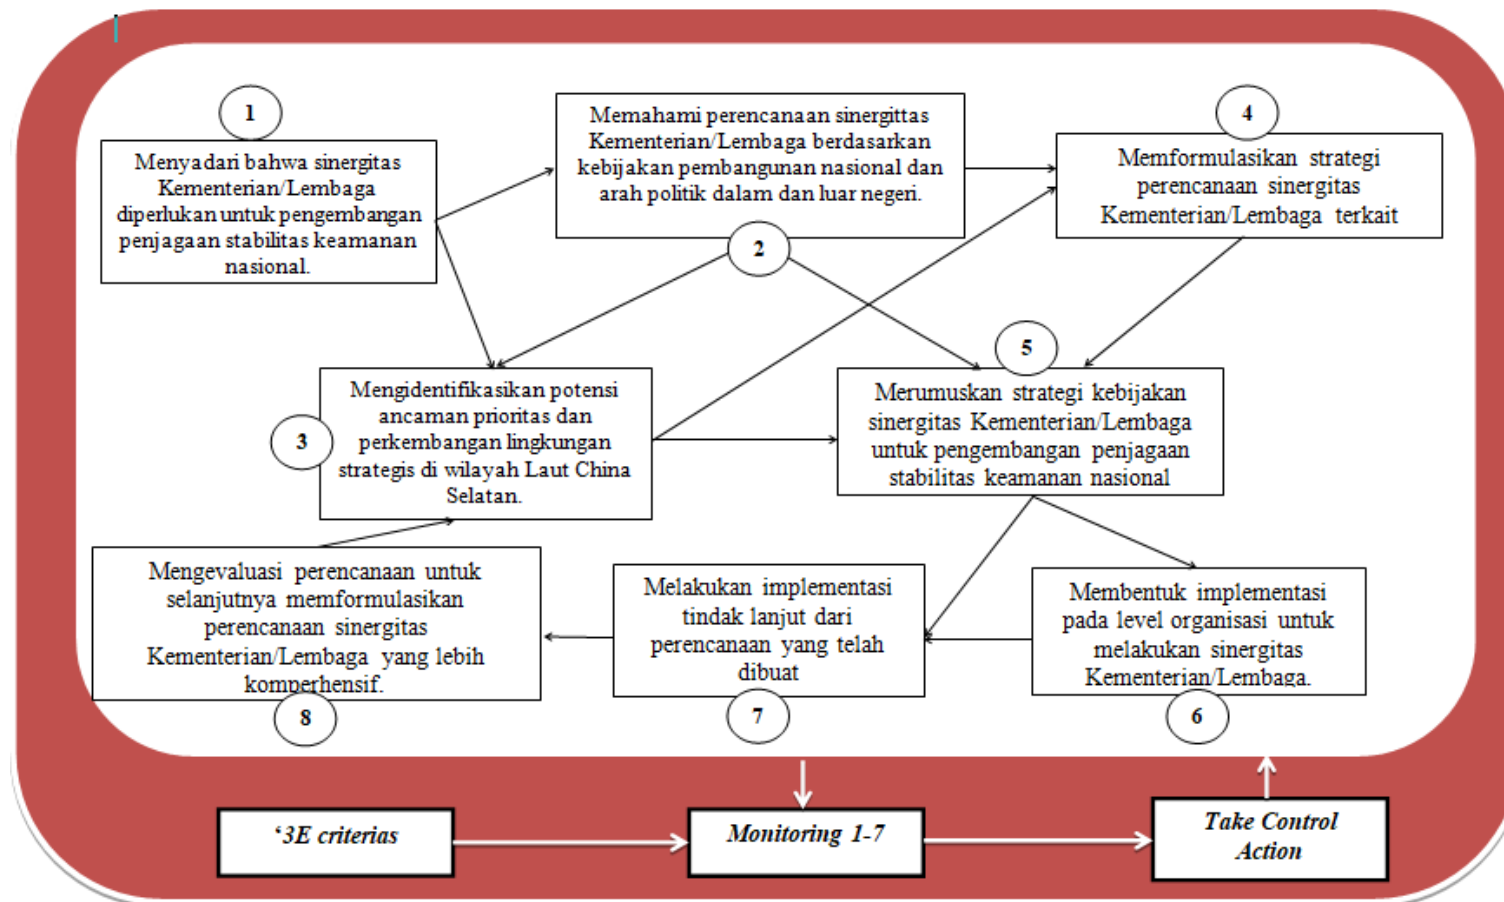 1
Menyadari bahwa sinergitas
Kementerian/Lembaga
diperlukan untuk pengembangan
penjagaan stabilitas keamanan
nasional.
Memahami perencanaan sinergittas
Kementerian/Lembaga berdasarkan
kebijakan pembangunan nasional dan
arah politik dalam dan luar negeri.
2
4
Memformulasikan strategi
perencanaan sinergitas
Kementerian/Lembaga terkait
3
Mengidentifikasikan potensi
ancaman prioritas dan
perkembangan lingkungan
strategis di wilayah Laut China
Selatan.
5
Merumuskan strategi kebijakan
sinergitas Kementerian/Lembaga
untuk pengembangan penjagaan
stabilitas keamanan nasional
Mengevaluasi perencanaan untuk
selanjutnya memformulasikan
perencanaan sinergitas
Kementerian/Lembaga yang lebih
komperhensif.
8
Melakukan implementasi
tindak lanjut dari
perencanaan yang telah
dibuat
7
Membentuk implementasi
pada level organisasi untuk
melakukan sinergitas
Kementerian/Lembaga.
6
‘3E criterias
Monitoring 1-7
Take Control
Action